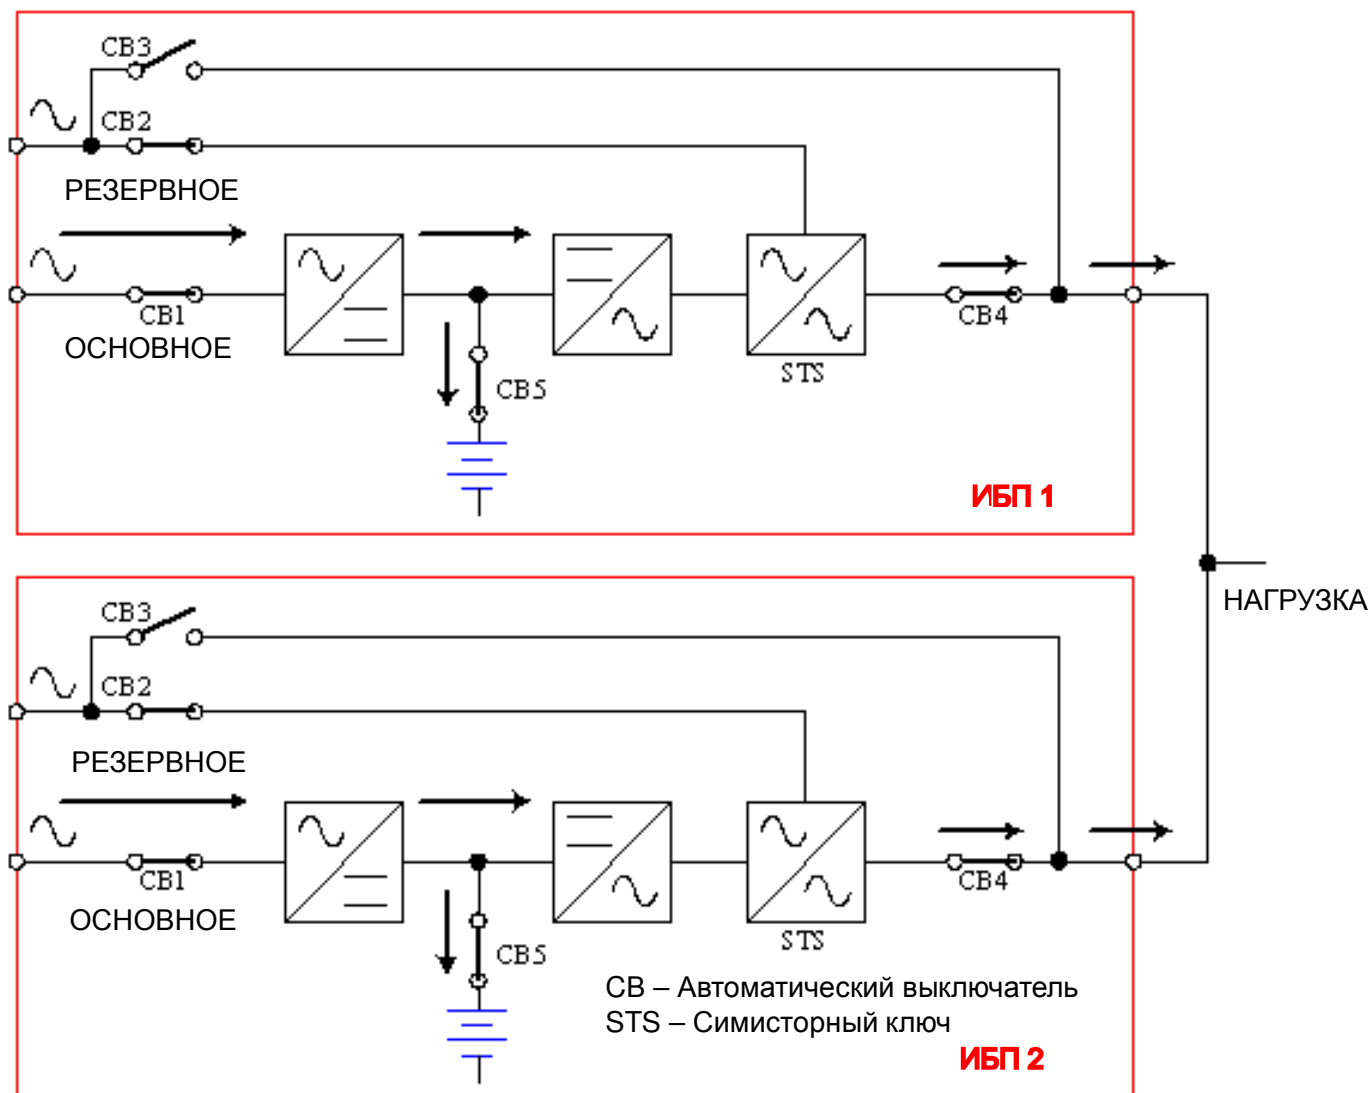 CB3
CB2
РЕЗЕРВНОЕ
CB1
ОСНОВНОЕ
CB5
STS
CB4
ИБП 1
НАГРУЗКА
CB3
CB2
РЕЗЕРВНОЕ
CB1
ОСНОВНОЕ
CB5
STS
CB4
СВ – Автоматический выключатель
STS – Симисторный ключ
ИБП 2